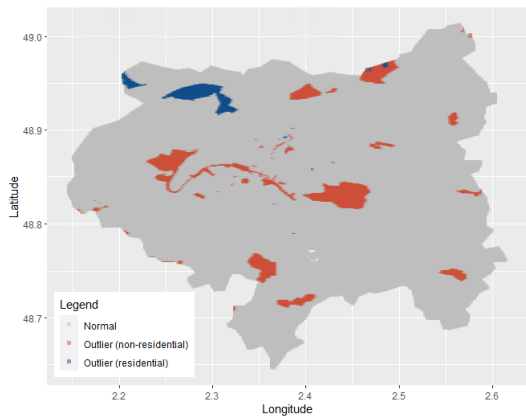 49.0
48.9
48.8
48.7
Latitude
Legend
Normal
Outlier (non-residential)
Outlier (residential)
2.2 2.3 2.4 2.5 2.6
Longitude